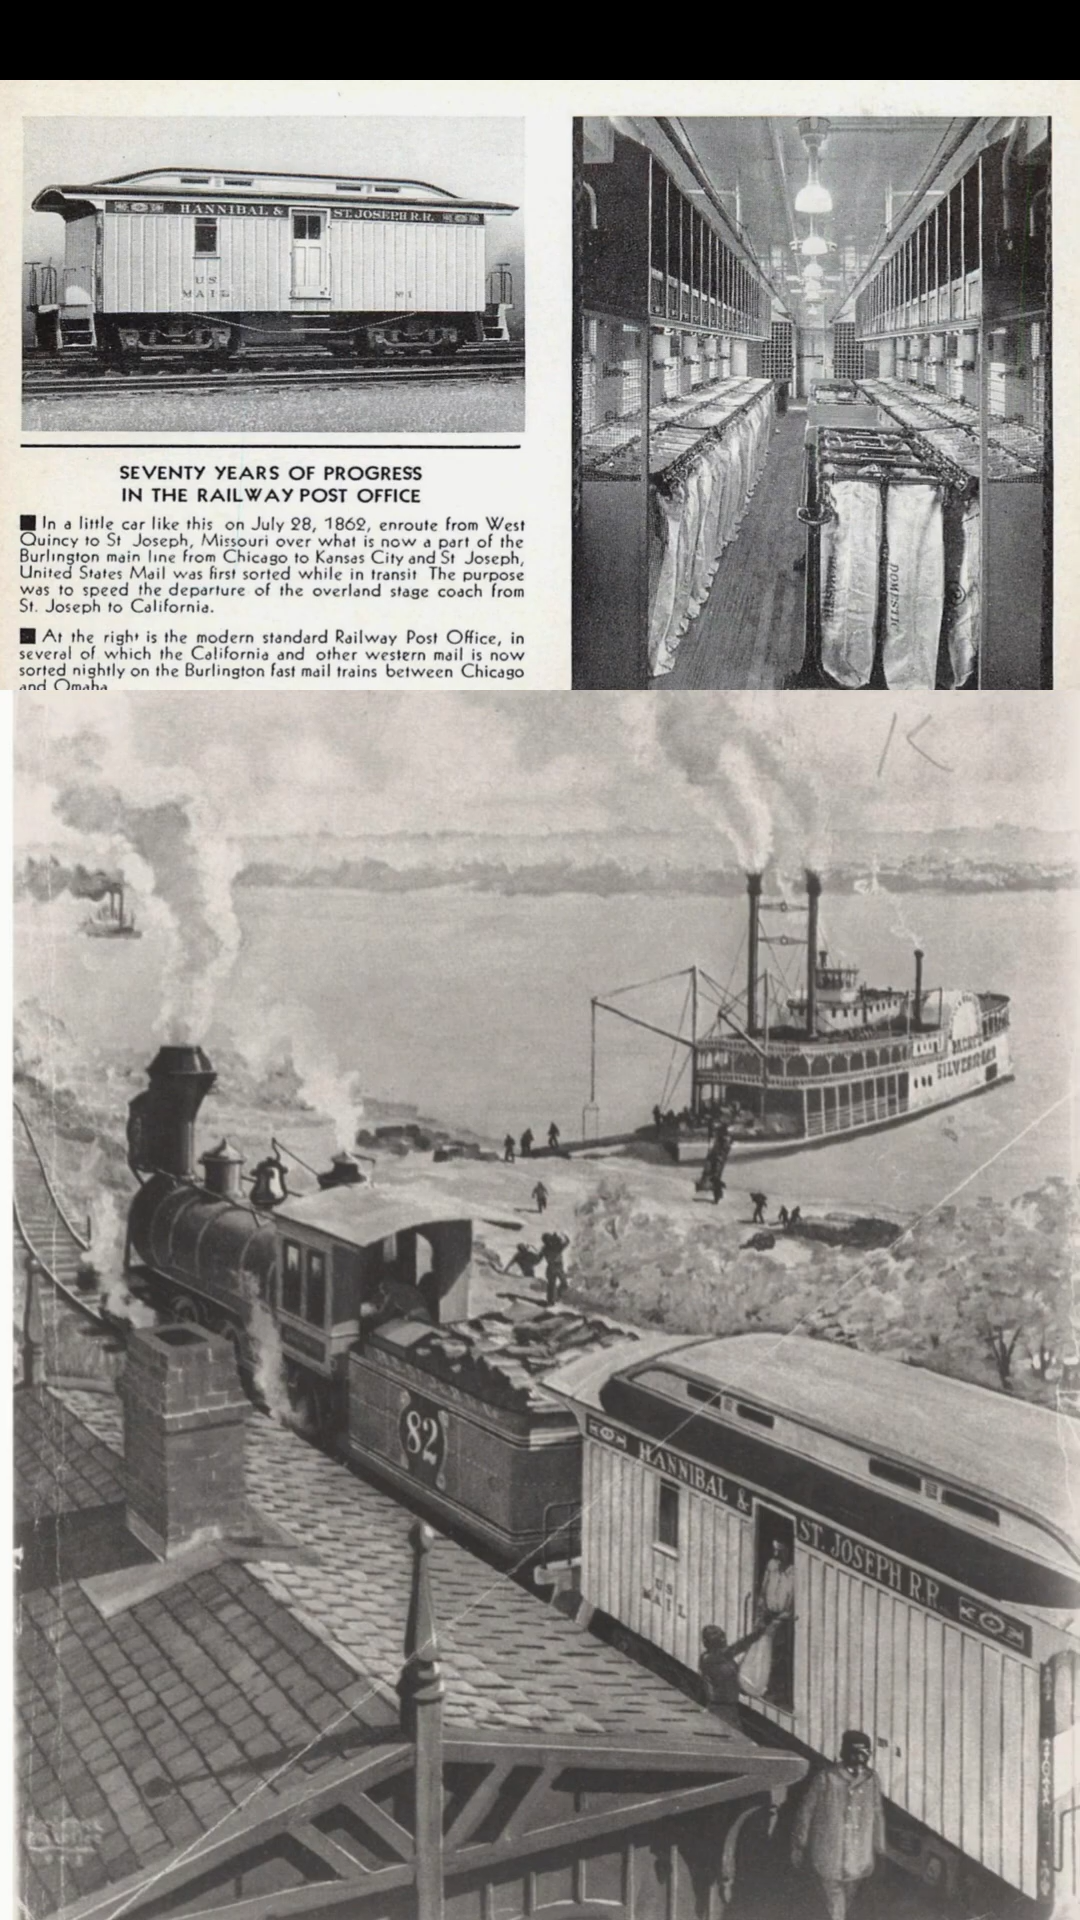 HANNIBAL & ST. JOSEPH R.R.
US
MAIL
No 1
SEVENTY YEARS OF PROGRESS
IN THE RAILWAY POST OFFICE
In a little car like this on July 28, 1862, enroute from West
Quincy to St Joseph, Missouri over what is now a part of the
Burlington main line from Chicago to Kansas City and St Joseph,
United States Mail was first sorted while in transit The purpose
was to speed the departure of the overland stage coach from
St. Joseph to California.
At the right is the modern standard Railway Post Office, in
several of which the California and other western mail is now
sorted nightly on the Burlington fast mail trains between Chicago
and Omaha
DOMESTIC
K
82
HANNIBAL & ST. JOSEPH R.R.
US
MAIL